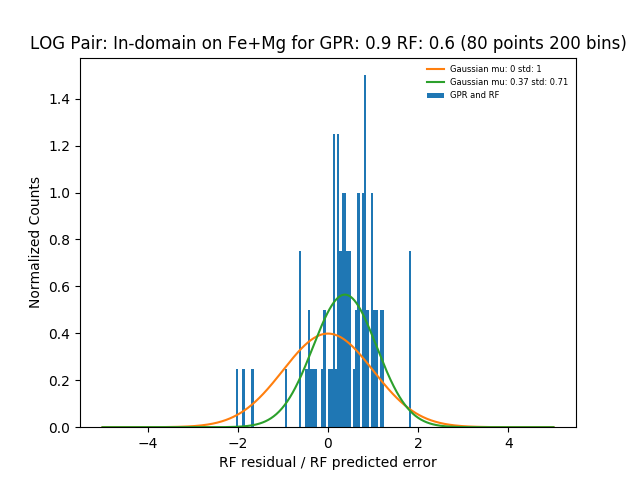 LOG Pair: In-domain on Fe+Mg for GPR: 0.9 RF: 0.6 (80 points 200 bins)
Gaussian mu: 0 std: 1
Gaussian mu: 0.37 std: 0.71
GPR and RF
Normalized Counts
1.4
1.2
1.0
0.8
0.6
0.4
0.2
0.0
−4 −2 0 2 4
RF residual / RF predicted error